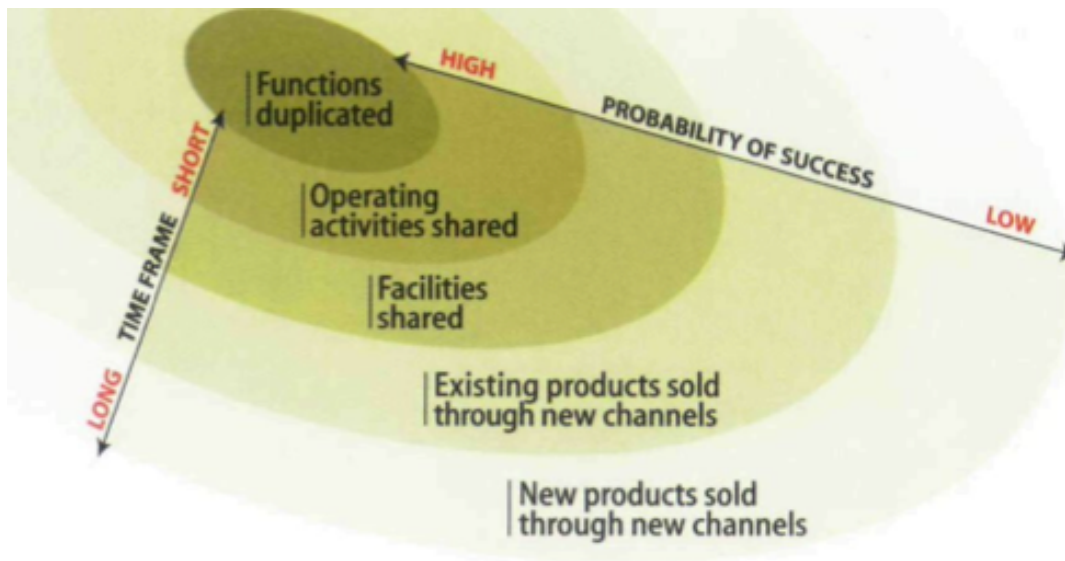 Functions
duplicated
HIGH
PROBABILITY OF SUCCESS
LOW
SHORT
TIME FRAME
LONG
Operating
activities shared
Facilities
shared
Existing products sold
through new channels
New products sold
through new channels